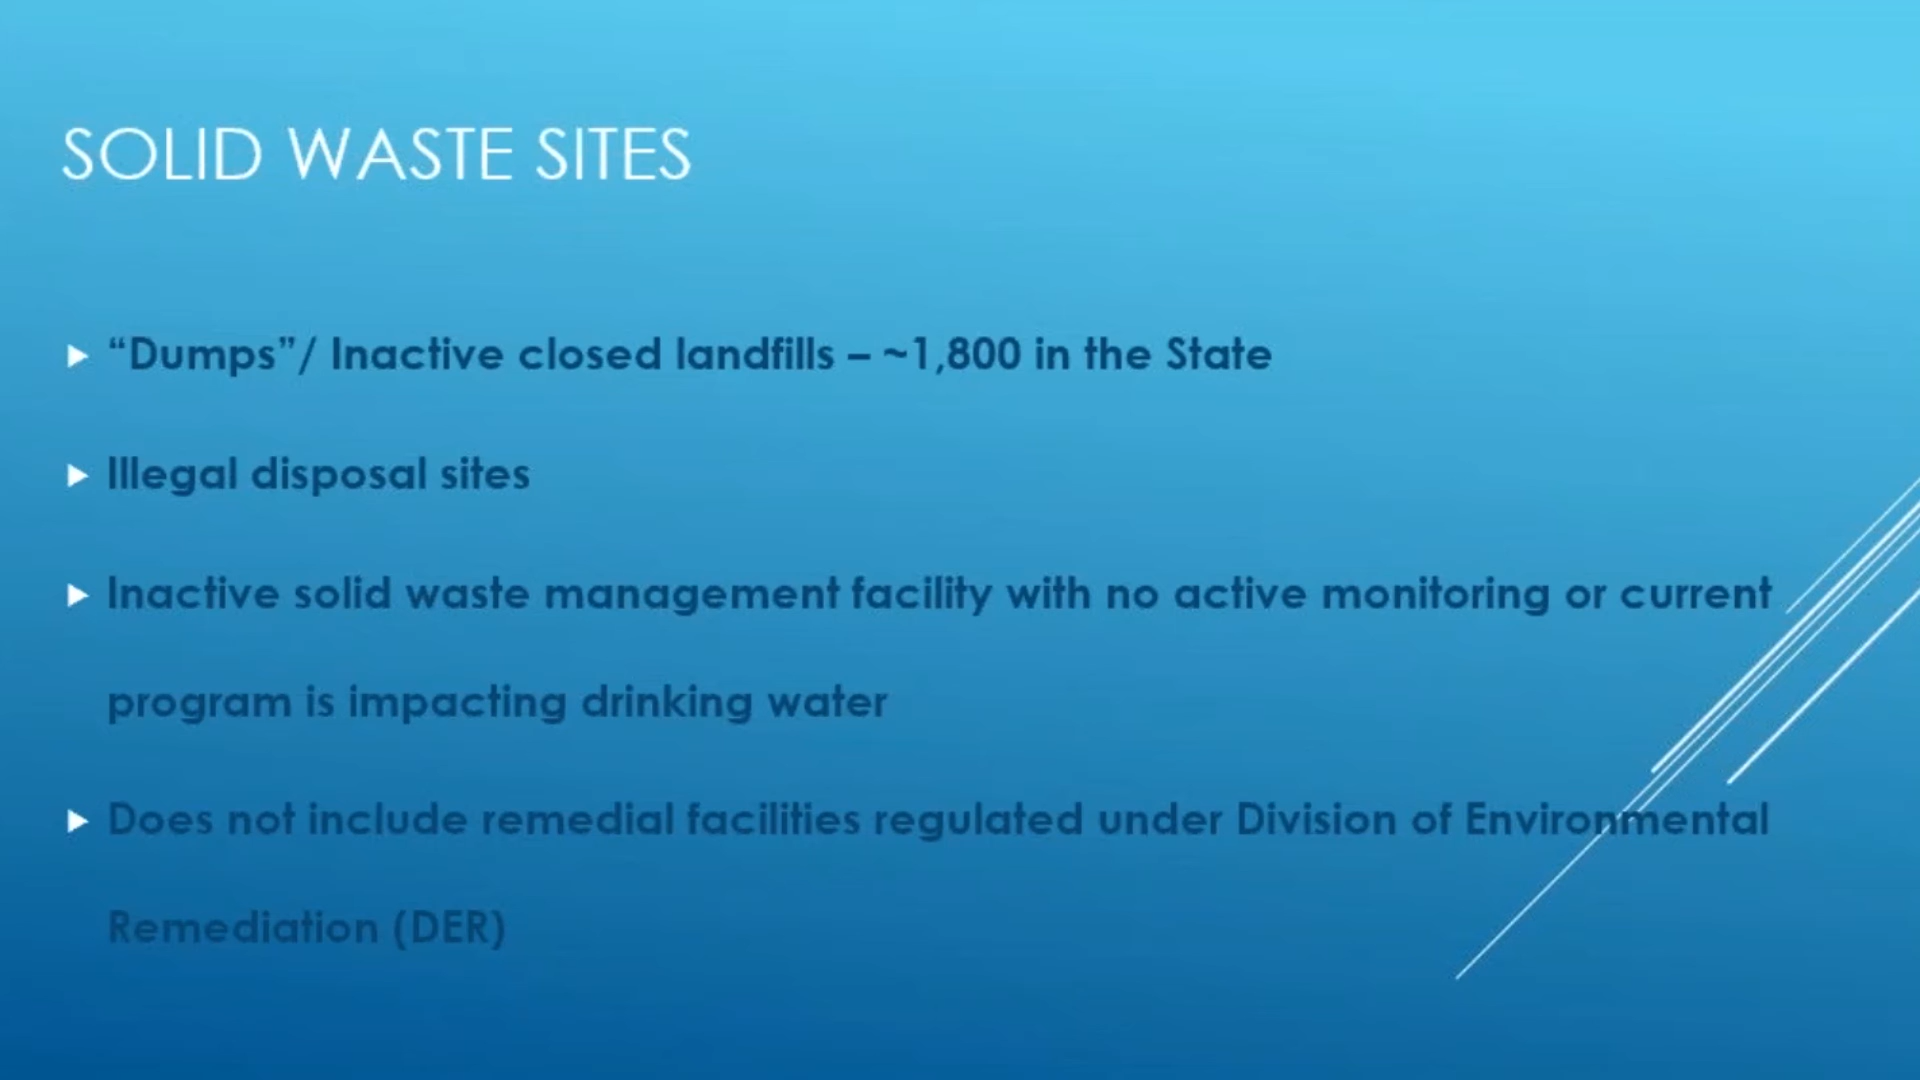 SOLID WASTE SITES
“Dumps”/ Inactive closed landfills – ~1,800 in the State
Illegal disposal sites
Inactive solid waste management facility with no active monitoring or current
program is impacting drinking water
Does not include remedial facilities regulated under Division of Environmental
Remediation (DER)